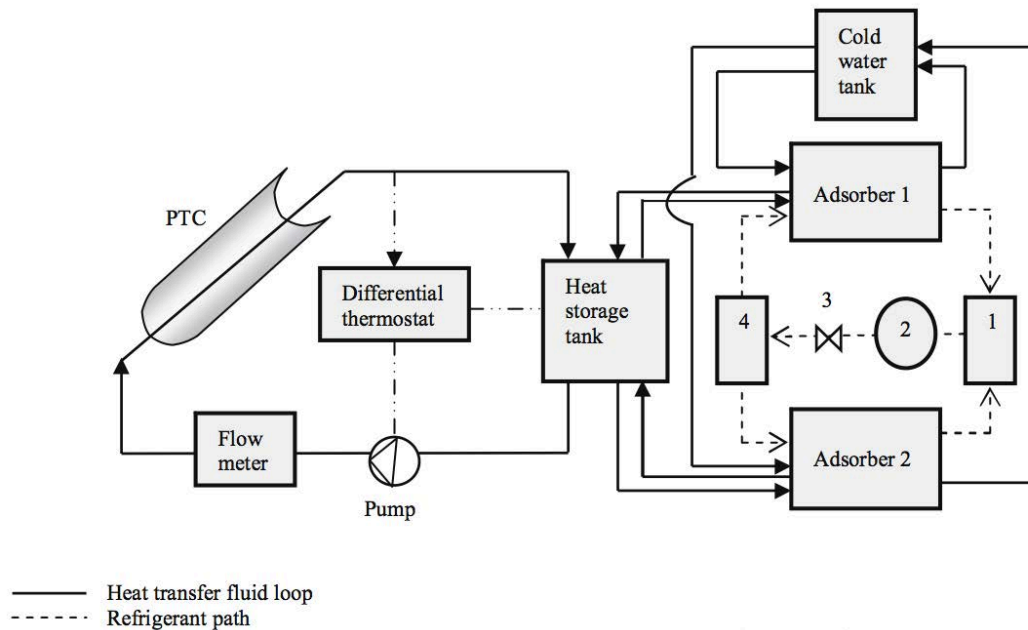 Cold
water
tank
Adsorber 1
PTC
Differential
thermostat
Heat
storage
tank
4
3
2
1
Flow
meter
Pump
Adsorber 2
Heat transfer fluid loop
Refrigerant path